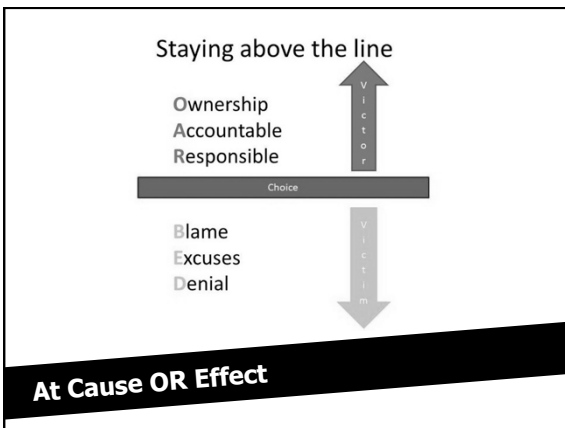 Staying above the line
Ownership
Accountable
Responsible
Victor
Choice
Blame
Excuses
Denial
Victim
At Cause OR Effect